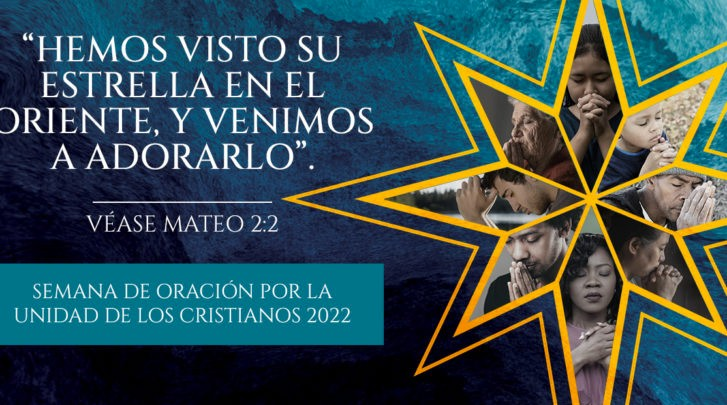 “HEMOS VISTO SU
ESTRELLA EN EL
ORIENTE, Y VENIMOS
A ADORARLO”.
VÉASE MATEO 2:2
SEMANA DE ORACIÓN POR LA
UNIDAD DE LOS CRISTIANOS 2022